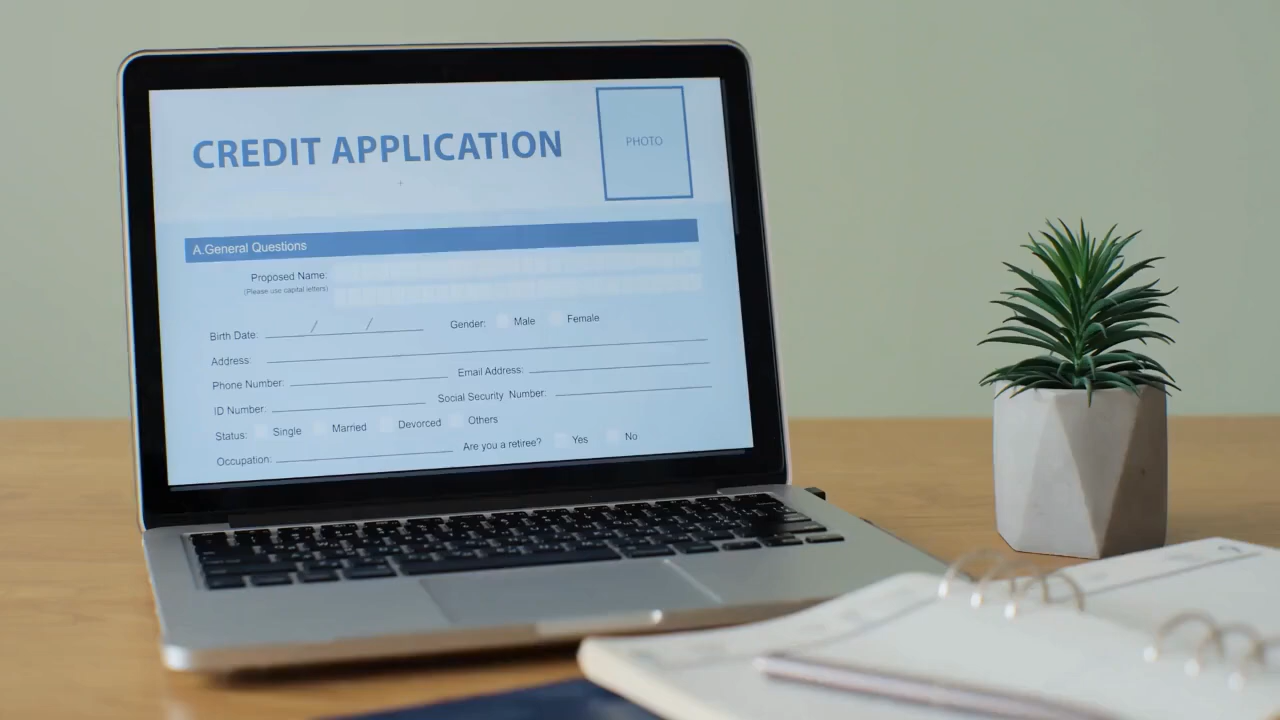 CREDIT APPLICATION
PHOTO
A.General Questions
Proposed Name:
(Please use capital letters)
Birth Date: / / Gender: Male Female
Address:
Phone Number: Email Address:
ID Number: Social Security Number:
Status: Single Married Devorced Others
Occupation: Are you a retiree? Yes No